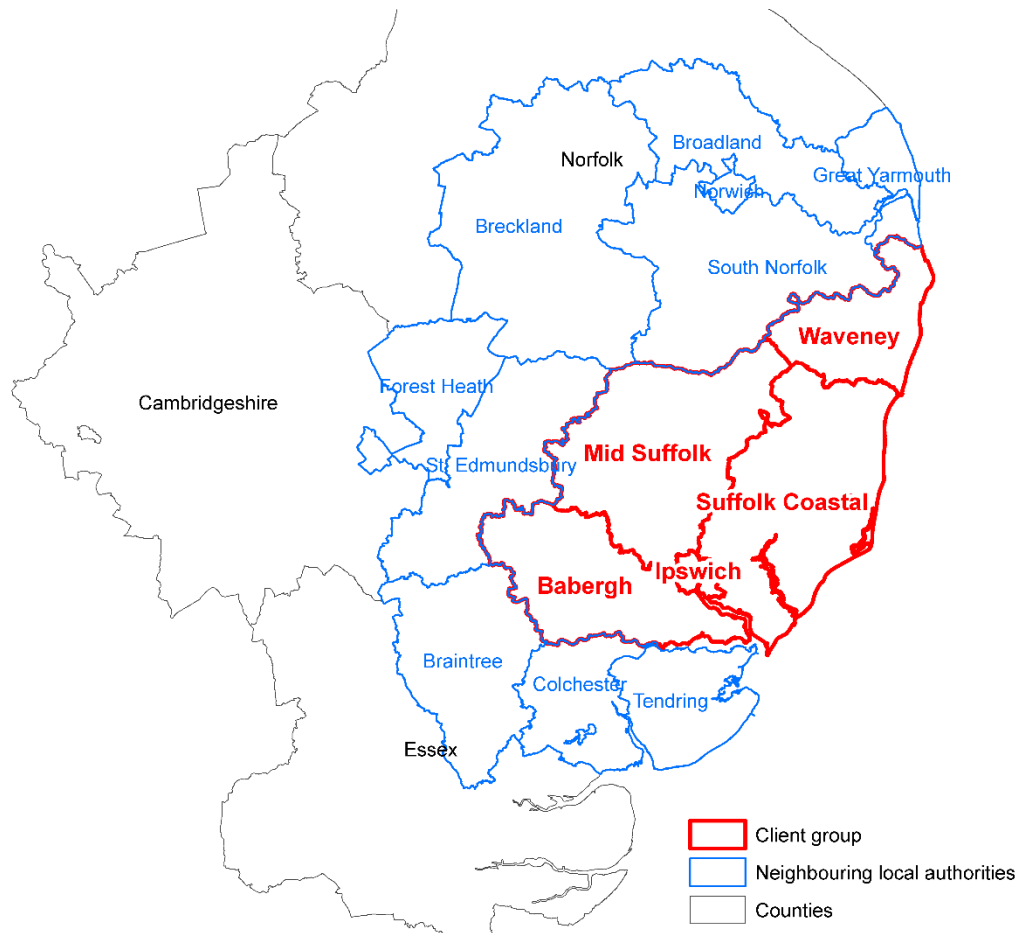 Broadland
Norfolk
Great Yarmouth
Norwich
Breckland
South Norfolk
Waveney
Forest Heath
Cambridgeshire
Mid Suffolk
St. Edmundsbury
Suffolk Coastal
Ipswich
Babergh
Braintree
Colchester
Tendring
Essex
Client group
Neighbouring local authorities
Counties